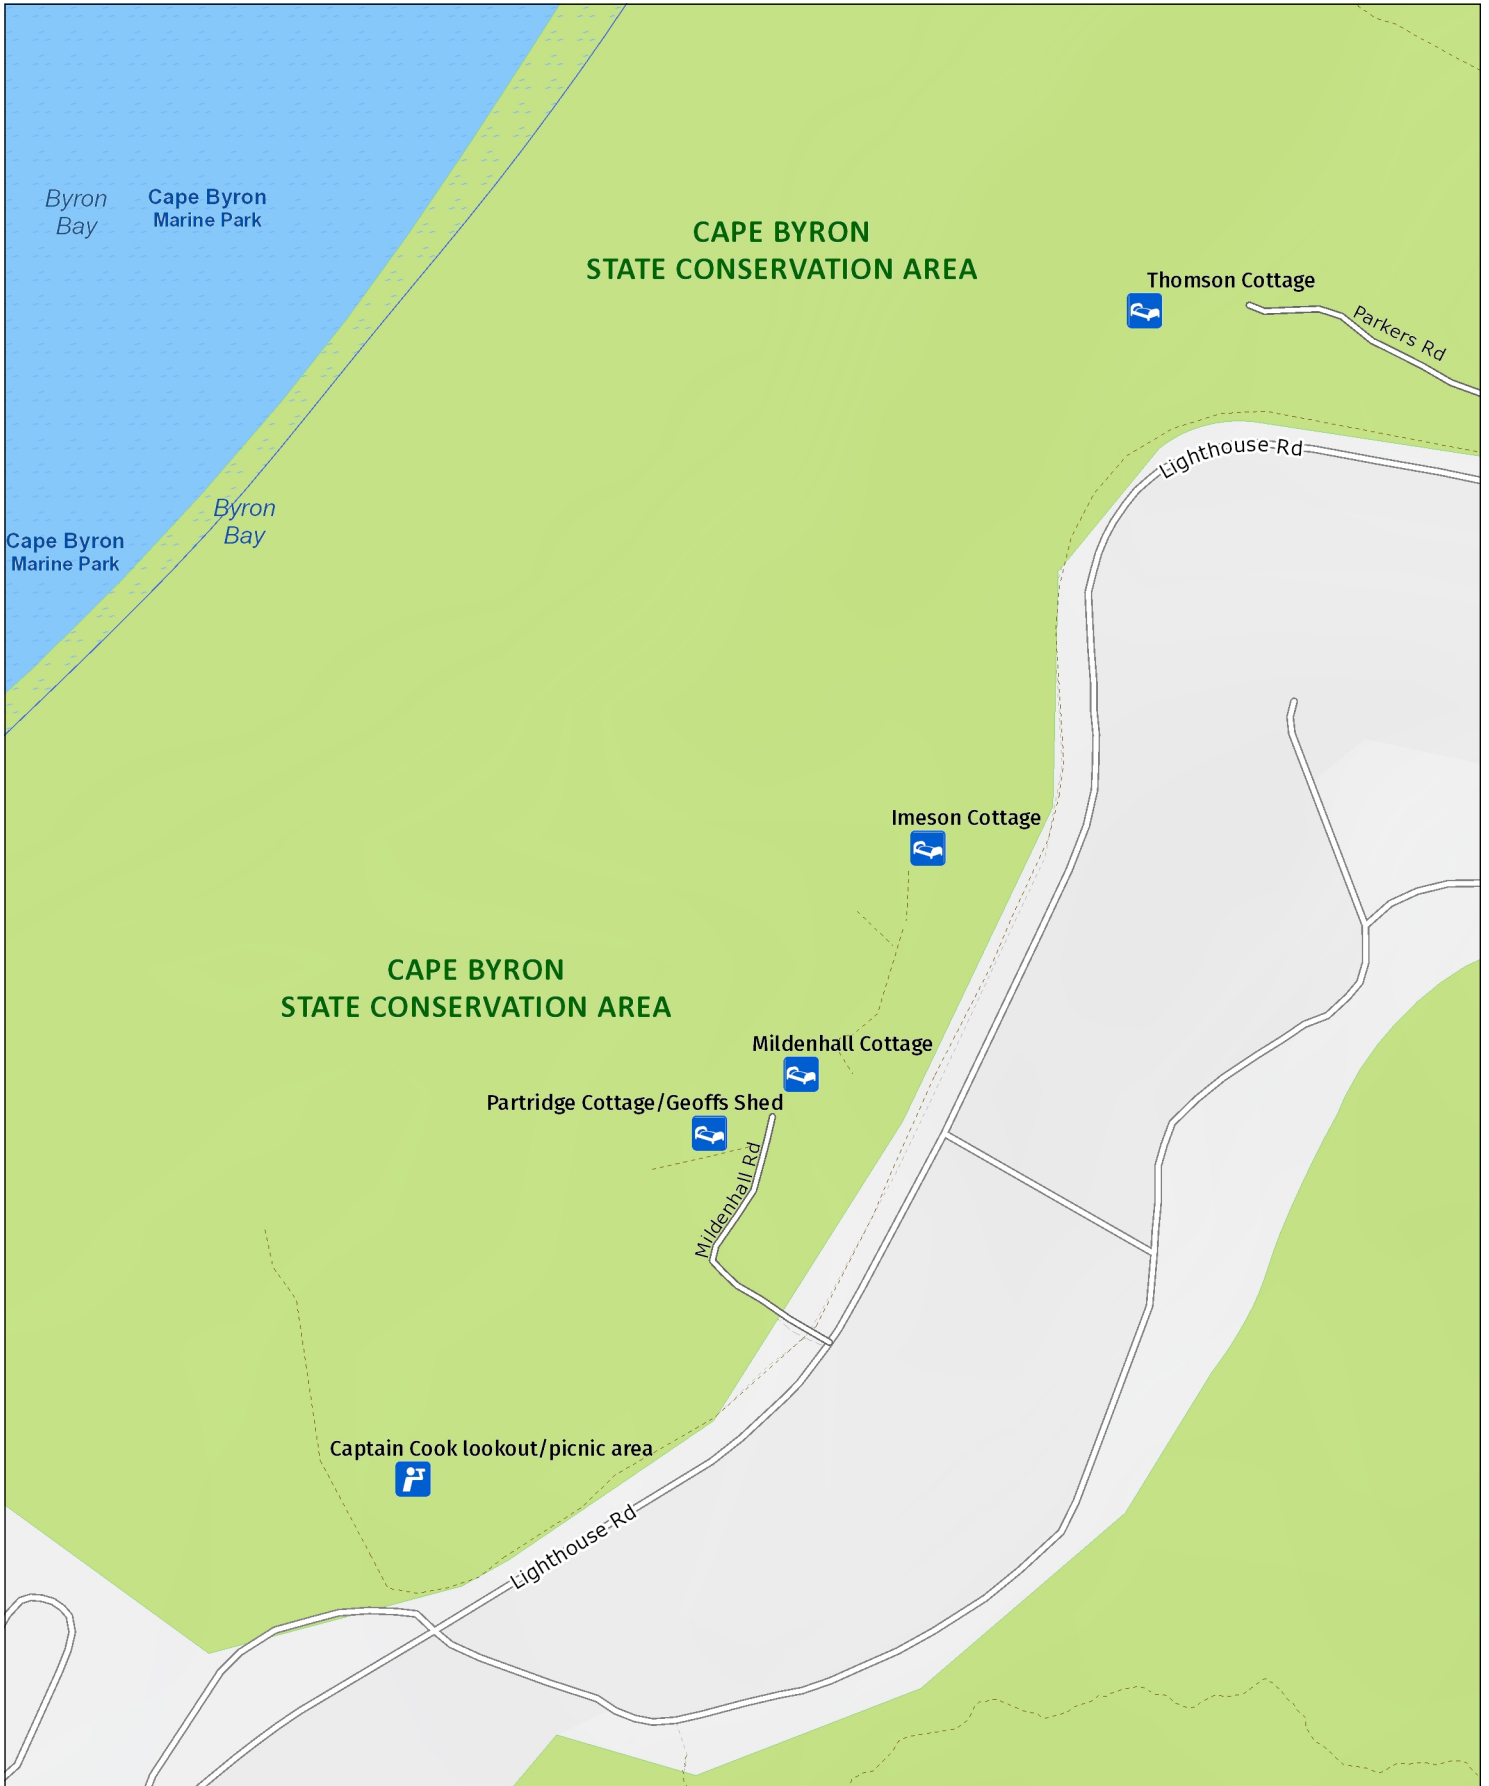 Byron
Bay
Cape Byron
Marine Park
CAPE BYRON
STATE CONSERVATION AREA
Thomson Cottage
Parkers Rd
Lighthouse Rd
Byron
Bay
Cape Byron
Marine Park
Imeson Cottage
CAPE BYRON
STATE CONSERVATION AREA
Mildenhall Cottage
Partridge Cottage/Geoffs Shed
Mildenhall Rd
Captain Cook lookout/picnic area
Lighthouse Rd